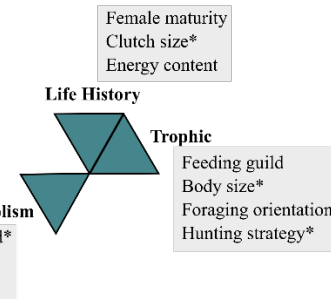 Female maturity
Clutch size*
Energy content
Life History
Trophic
Feeding guild
Body size*
Foraging orientation
Hunting strategy*